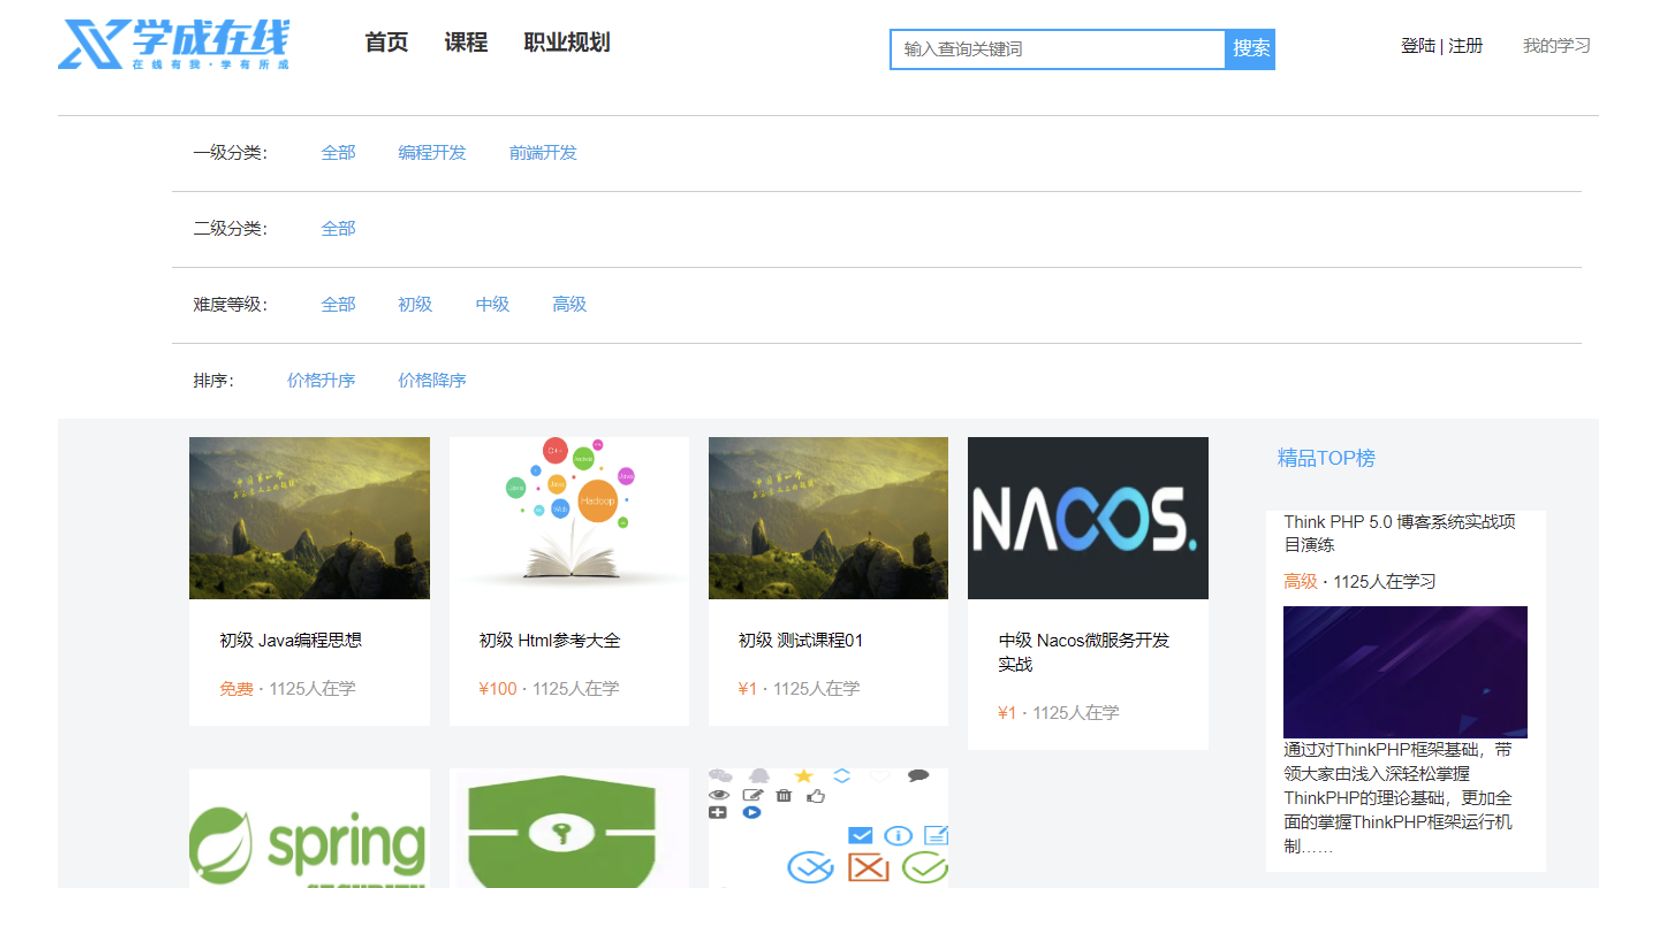 学成在线
在线有我·学有所成
首页 课程 职业规划
输入查询关键词 搜索
登陆 | 注册 我的学习
一级分类： 全部 编程开发 前端开发
二级分类： 全部
难度等级： 全部 初级 中级 高级
排序： 价格升序 价格降序
中国第一个
Hadoop
Java
Web
NACOS.
初级 Java编程思想
免费 · 1125人在学
初级 Html参考大全
¥100 · 1125人在学
初级 测试课程01
¥1 · 1125人在学
中级 Nacos微服务开发
实战
¥1 · 1125人在学
spring
精品TOP榜
Think PHP 5.0 博客系统实战项
目演练
高级 · 1125人在学习
通过对ThinkPHP框架基础，带
领大家由浅入深轻松掌握
ThinkPHP的理论基础，更加全
面的掌握ThinkPHP框架运行机
制……